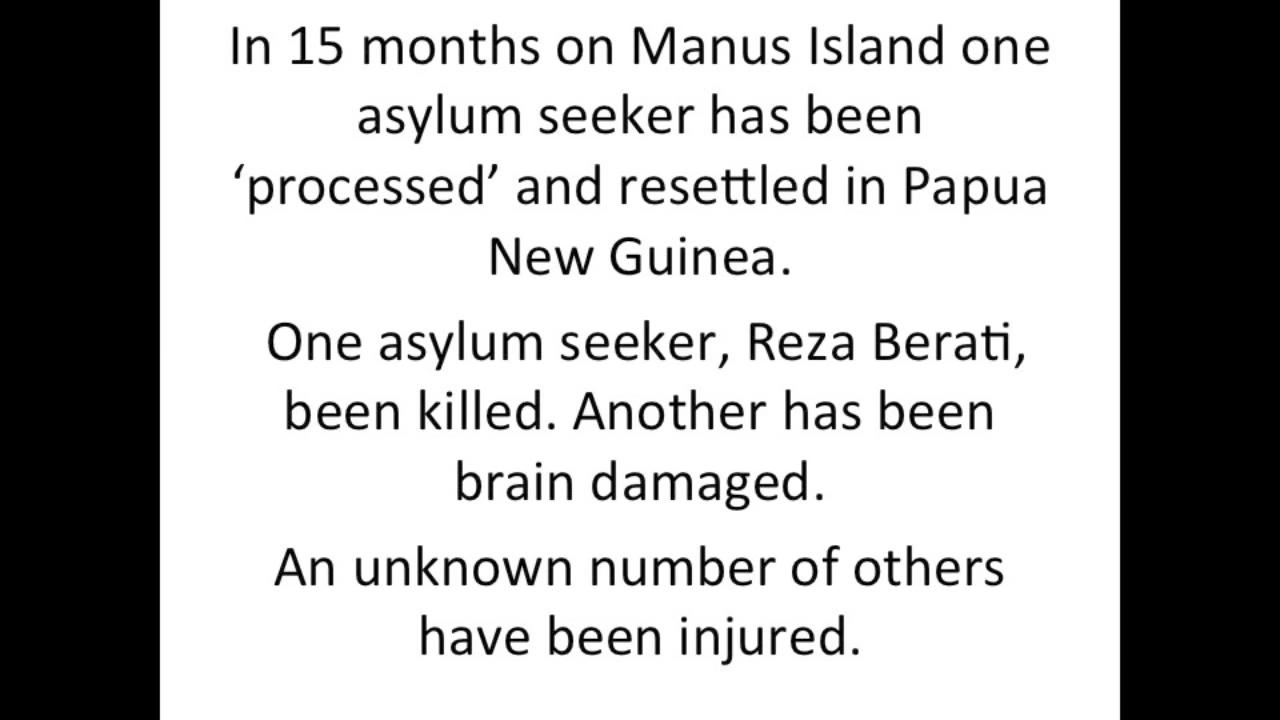 In 15 months on Manus Island one
asylum seeker has been
‘processed’ and resettled in Papua
New Guinea.
One asylum seeker, Reza Berati,
been killed. Another has been
brain damaged.
An unknown number of others
have been injured.